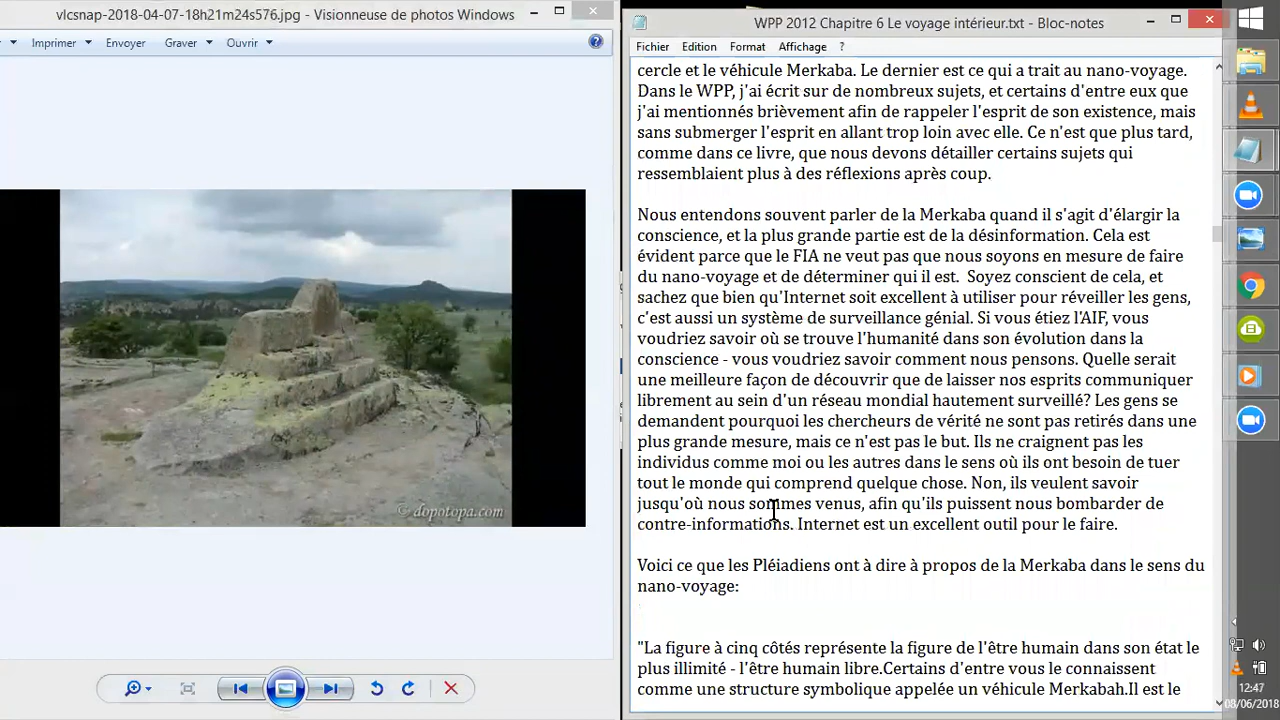 vlcsnap-2018-04-07-18h21m24s576.jpg - Visionneuse de photos Windows
Imprimer
Envoyer
Graver
Ouvrir
© dopotopa.com
WPP 2012 Chapitre 6 Le voyage intérieur.txt - Bloc-notes
Fichier Edition Format Affichage ?
cercle et le véhicule Merkaba. Le dernier est ce qui a trait au nano-voyage.
Dans le WPP, j'ai écrit sur de nombreux sujets, et certains d'entre eux que
j'ai mentionnés brièvement afin de rappeler l'esprit de son existence, mais
sans submerger l'esprit en allant trop loin avec elle. Ce n'est que plus tard,
comme dans ce livre, que nous devons détailler certains sujets qui
ressemblaient plus à des réflexions après coup.
Nous entendons souvent parler de la Merkaba quand il s'agit d'élargir la
conscience, et la plus grande partie est de la désinformation. Cela est
évident parce que le FIA ne veut pas que nous soyons en mesure de faire
du nano-voyage et de déterminer qui il est.  Soyez conscient de cela, et
sachez que bien qu'Internet soit excellent à utiliser pour réveiller les gens,
c'est aussi un système de surveillance génial. Si vous étiez l'AIF, vous
voudriez savoir où se trouve l'humanité dans son évolution dans la
conscience - vous voudriez savoir comment nous pensons. Quelle serait
une meilleure façon de découvrir que de laisser nos esprits communiquer
librement au sein d'un réseau mondial hautement surveillé? Les gens se
demandent pourquoi les chercheurs de vérité ne sont pas retirés dans une
plus grande mesure, mais ce n'est pas le but. Ils ne craignent pas les
individus comme moi ou les autres dans le sens où ils ont besoin de tuer
tout le monde qui comprend quelque chose. Non, ils veulent savoir
jusqu'où nous sommes venus, afin qu'ils puissent nous bombarder de
contre-informations. Internet est un excellent outil pour le faire.
Voici ce que les Pléiadiens ont à dire à propos de la Merkaba dans le sens du
nano-voyage:
"La figure à cinq côtés représente la figure de l'être humain dans son état le
plus illimité - l'être humain libre.Certains d'entre vous le connaissent
comme une structure symbolique appelée un véhicule Merkabah.Il est le
12:47
08/06/2018